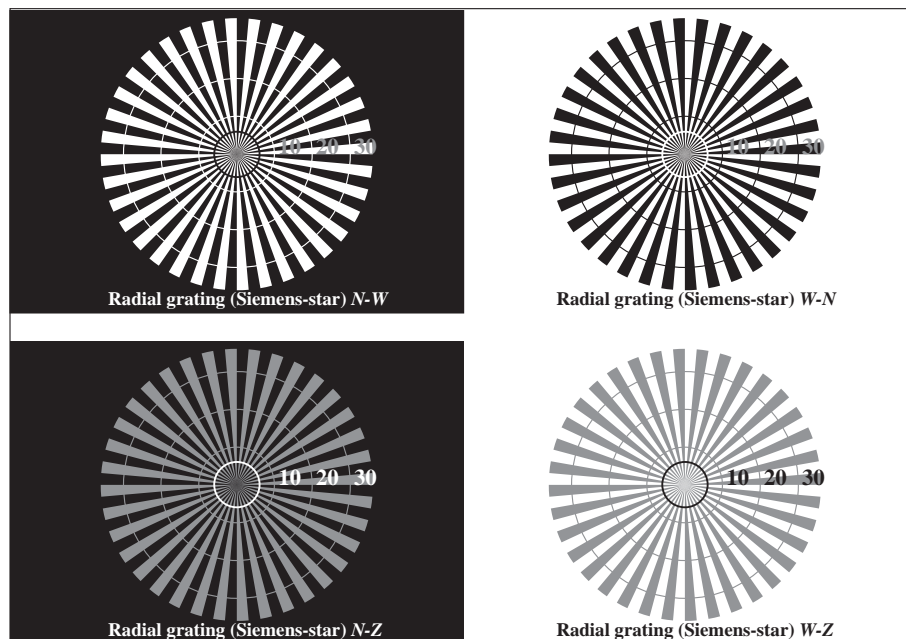 10 20 30
Radial grating (Siemens-star) N-W
10 20 30
Radial grating (Siemens-star) W-N
10 20 30
Radial grating (Siemens-star) N-Z
10 20 30
Radial grating (Siemens-star) W-Z